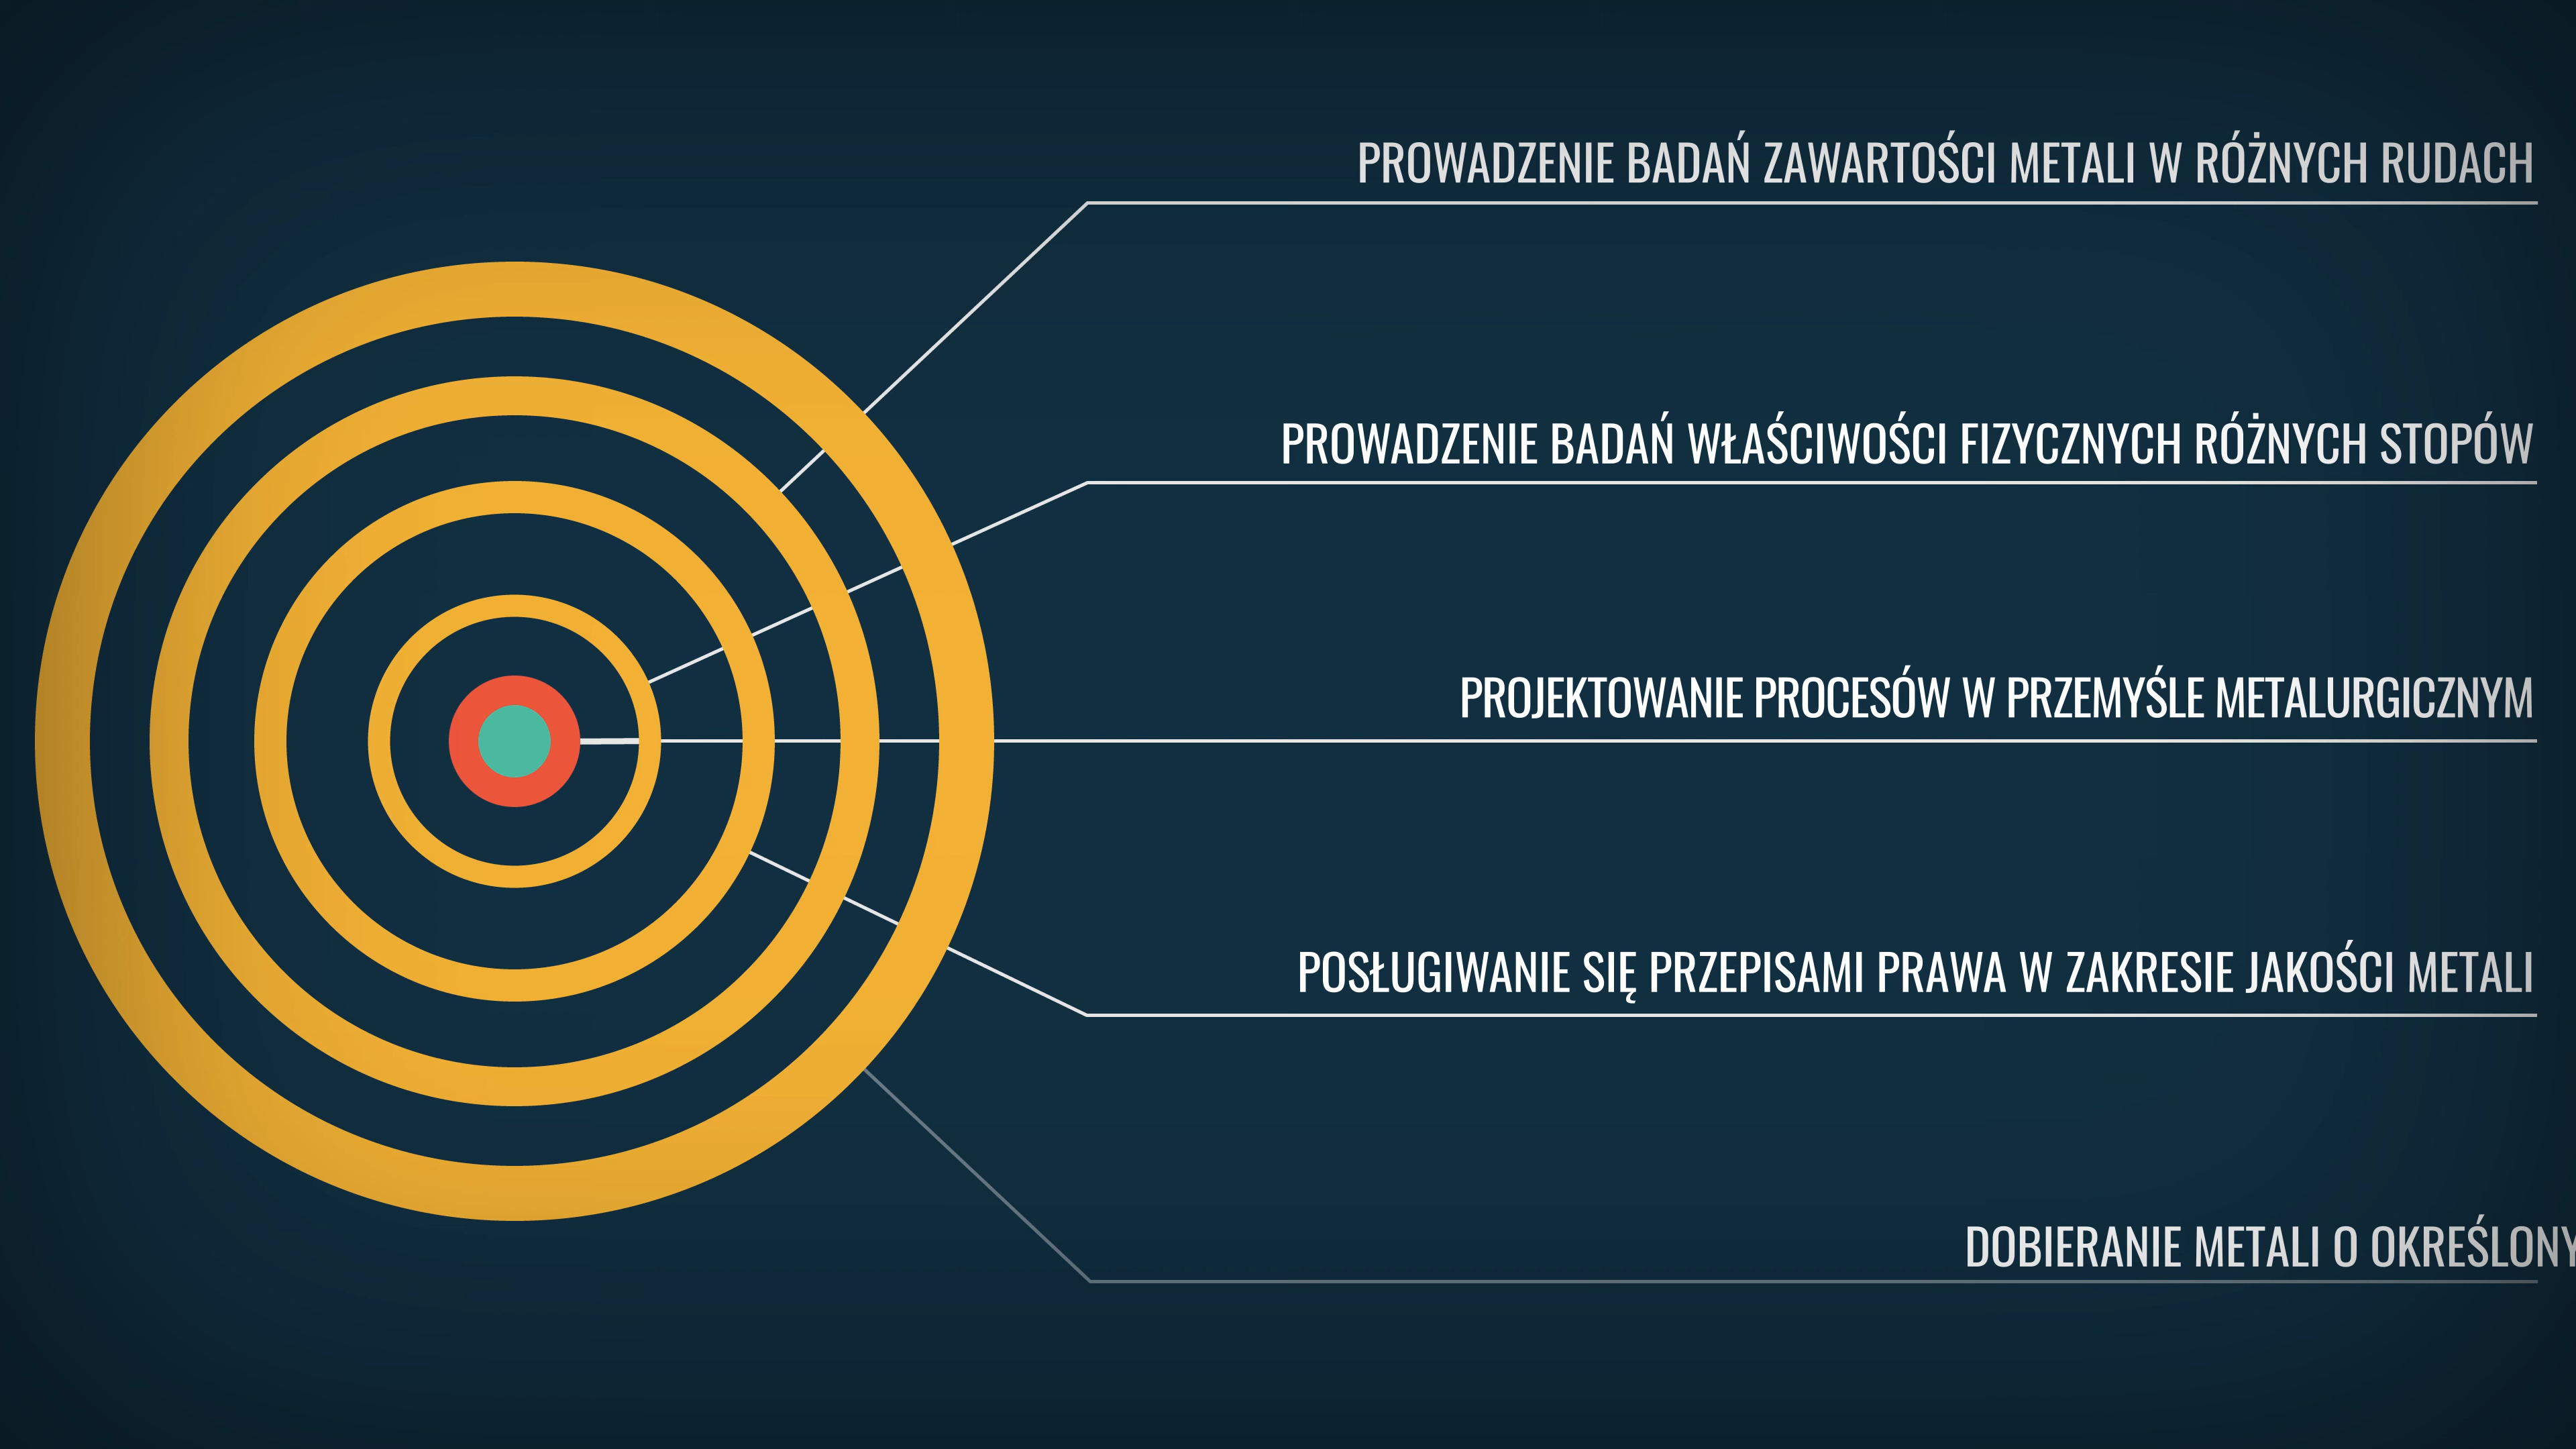 PROWADZENIE BADAŃ ZAWARTOŚCI METALI W RÓŻNYCH RUDACH
PROWADZENIE BADAŃ WŁAŚCIWOŚCI FIZYCZNYCH RÓŻNYCH STOPÓW
PROJEKTOWANIE PROCESÓW W PRZEMYŚLE METALURGICZNYM
POSŁUGIWANIE SIĘ PRZEPISAMI PRAWA W ZAKRESIE JAKOŚCI METALI
DOBIERANIE METALI O OKREŚLONY